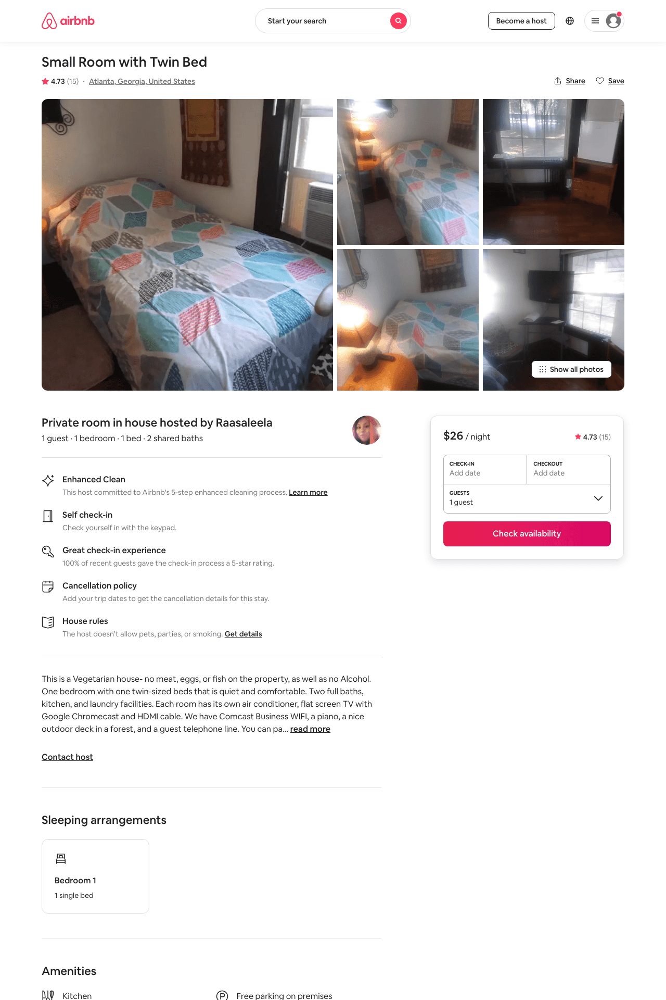 airbnb
Start your search
Become a host
Small Room with Twin Bed
4.73 (15) · Atlanta, Georgia, United States
Share
Save
Show all photos
Private room in house hosted by Raasaleela
1 guest · 1 bedroom · 1 bed · 2 shared baths
$26 / night
4.73 (15)
CHECK-IN
Add date
CHECKOUT
Add date
GUESTS
1 guest
Check availability
Enhanced Clean
This host committed to Airbnb's 5-step enhanced cleaning process. Learn more
Self check-in
Check yourself in with the keypad.
Great check-in experience
100% of recent guests gave the check-in process a 5-star rating.
Cancellation policy
Add your trip dates to get the cancellation details for this stay.
House rules
The host doesn't allow pets, parties, or smoking. Get details
This is a Vegetarian house- no meat, eggs, or fish on the property, as well as no Alcohol.
One bedroom with one twin-sized beds that is quiet and comfortable. Two full baths,
kitchen, and laundry facilities. Each room has its own air conditioner, flat screen TV with
Google Chromecast and HDMI cable. We have Comcast Business WIFI, a piano, a nice
outdoor deck in a forest, and a guest telephone line. You can pa... read more
Contact host
Sleeping arrangements
Bedroom 1
1 single bed
Amenities
Kitchen
Free parking on premises